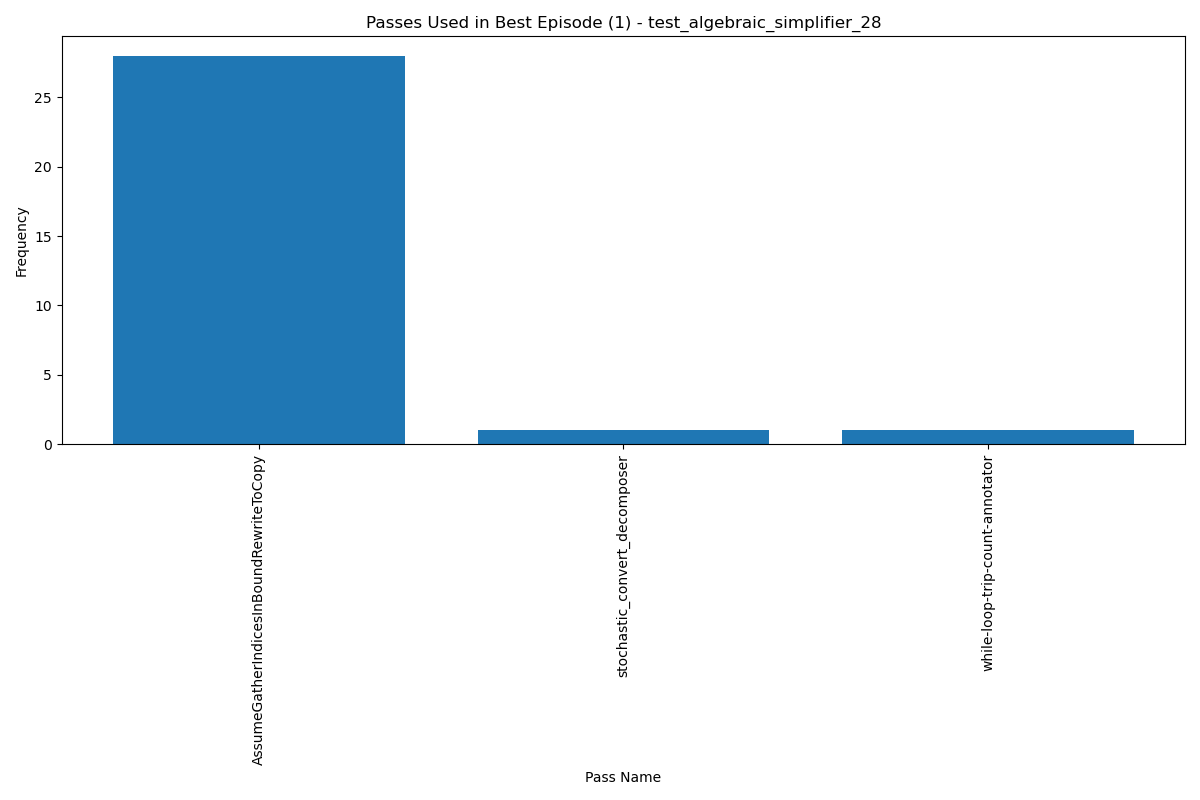 Passes Used in Best Episode (1) - test_algebraic_simplifier_28
Frequency
25
20
15
10
5
0
AssumeGatherIndicesInBoundRewriteToCopy
stochastic_convert_decomposer
while-loop-trip-count-annotator
Pass Name